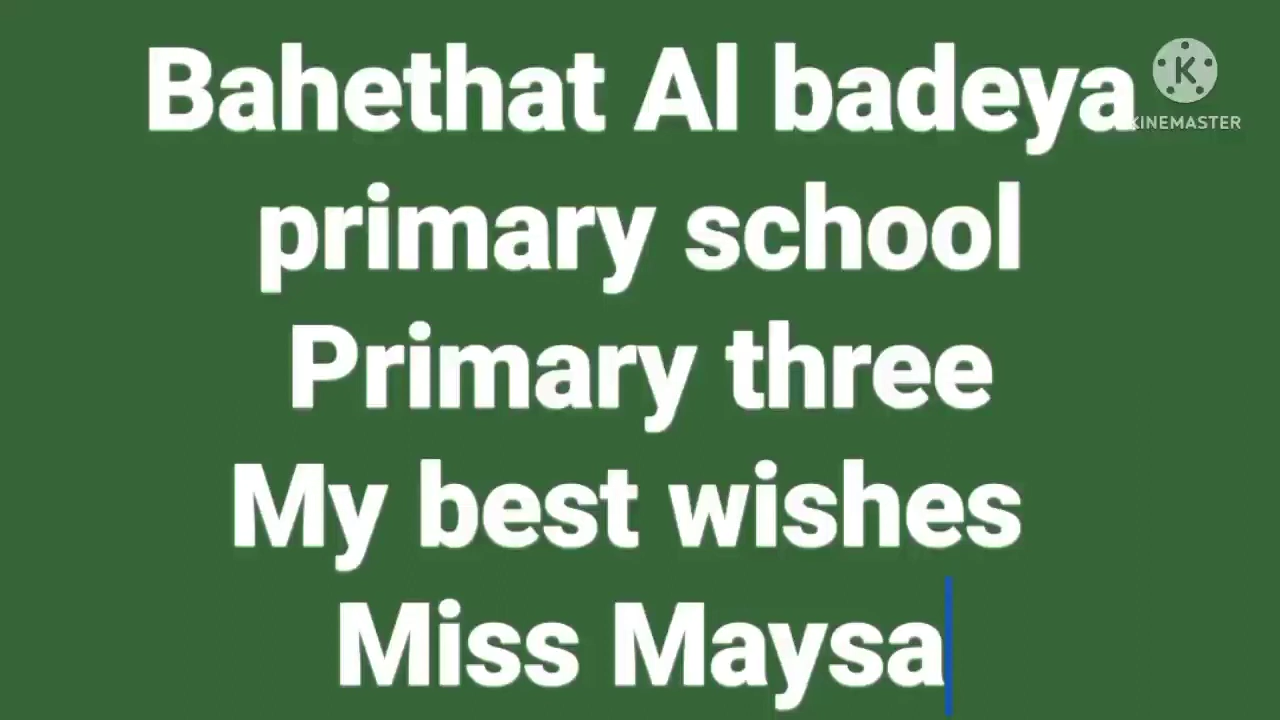 Bahethat Al badeya
KINEMASTER
primary school
Primary three
My best wishes
Miss Maysa